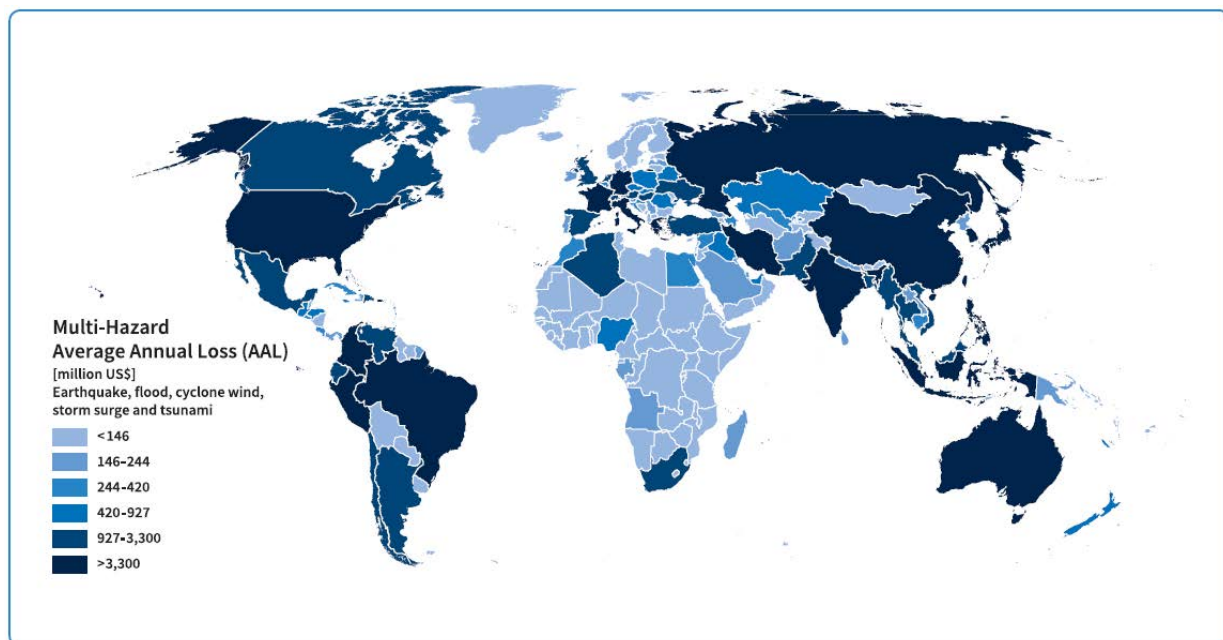 Multi-Hazard
Average Annual Loss (AAL)
[million US$]
Earthquake, flood, cyclone wind,
storm surge and tsunami
<146
146-244
244-420
420-927
927-3,300
>3,300